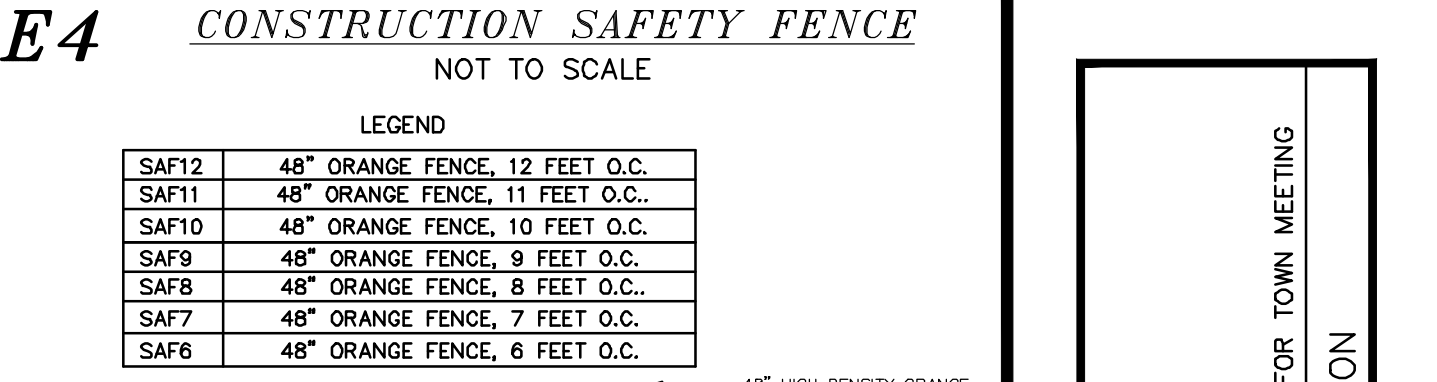 E4 CONSTRUCTION SAFETY FENCE
NOT TO SCALE
LEGEND
SAF12 48" ORANGE FENCE, 12 FEET O.C.
SAF11 48" ORANGE FENCE, 11 FEET O.C..
SAF10 48" ORANGE FENCE, 10 FEET O.C.
SAF9 48" ORANGE FENCE, 9 FEET O.C.
SAF8 48" ORANGE FENCE, 8 FEET O.C..
SAF7 48" ORANGE FENCE, 7 FEET O.C.
SAF6 48" ORANGE FENCE, 6 FEET O.C.
FOR TOWN MEETING
ON